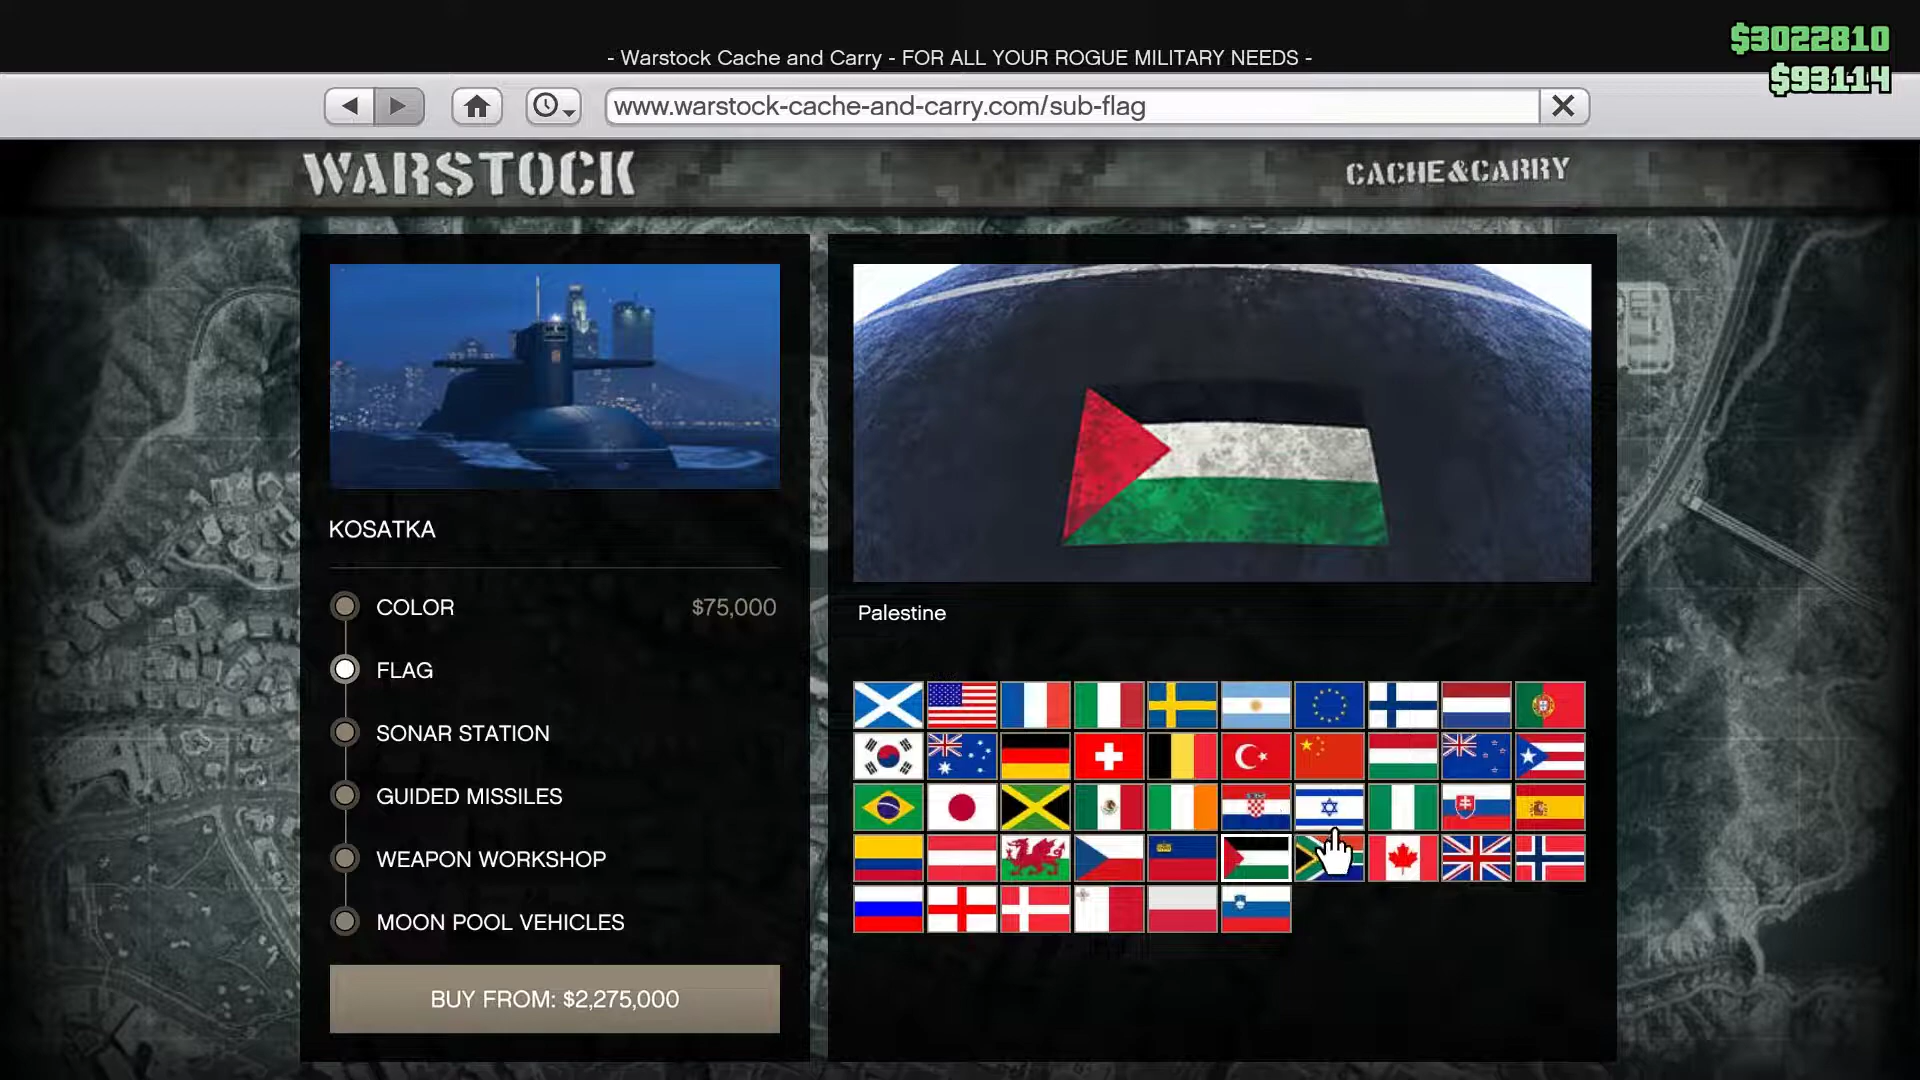 $3022810
- Warstock Cache and Carry - FOR ALL YOUR ROGUE MILITARY NEEDS -
$93114
www.warstock-cache-and-carry.com/sub-flag
WARSTOCK
CACHE&CARRY
KOSATKA
COLOR $75,000
FLAG
SONAR STATION
GUIDED MISSILES
WEAPON WORKSHOP
MOON POOL VEHICLES
BUY FROM: $2,275,000
Palestine